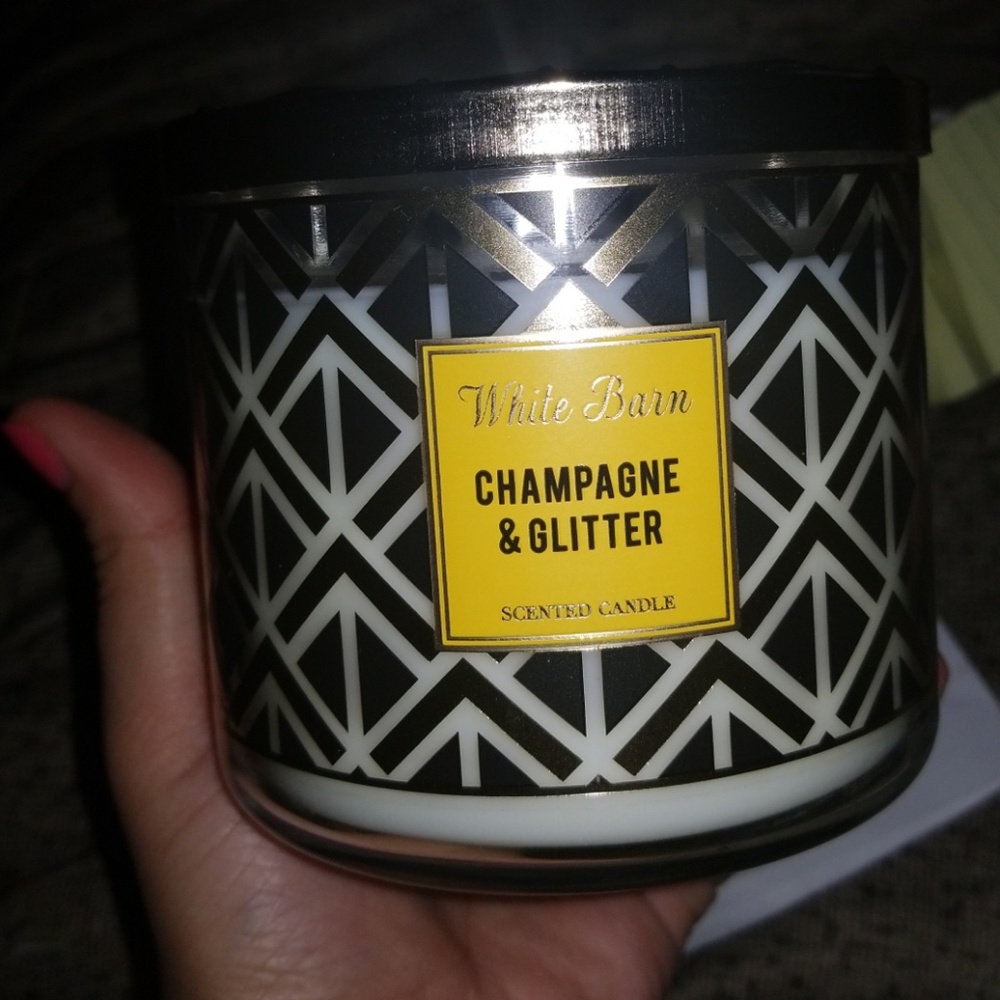 White Barn
CHAMPAGNE
& GLITTER
SCENTED CANDLE